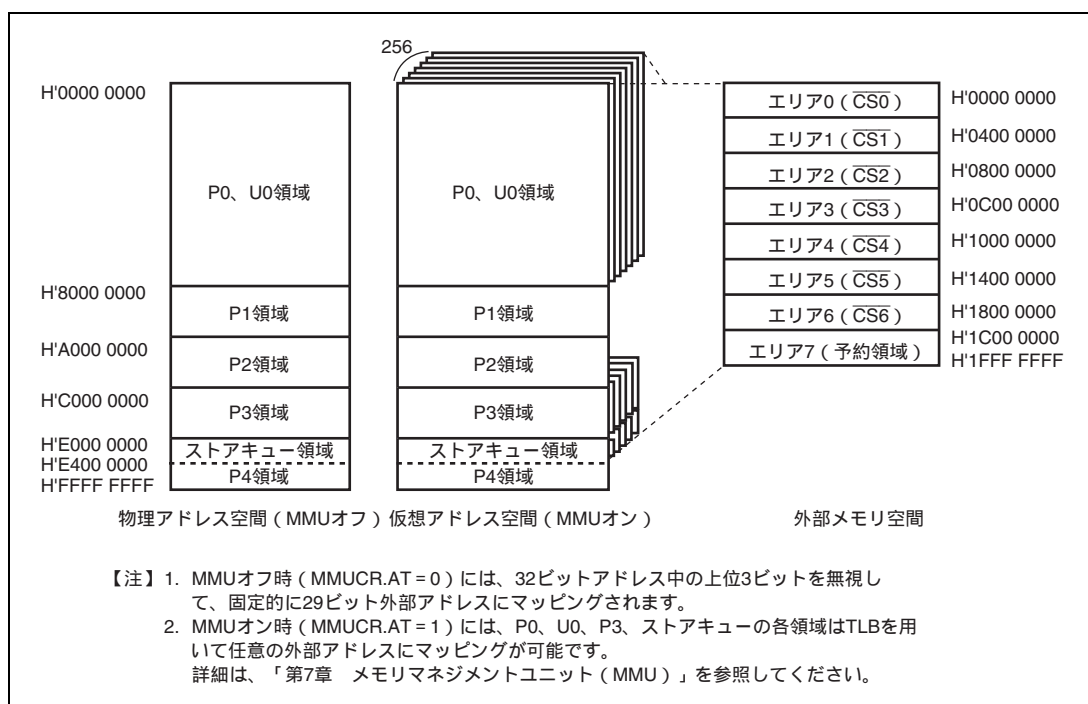 256
H'0000 0000
P0、U0領域
H'8000 0000
P1領域
H'A000 0000
P2領域
H'C000 0000
P3領域
H'E000 0000
ストアキュー領域
H'E400 0000
P4領域
H'FFFF FFFF
P0、U0領域
P1領域
P2領域
P3領域
ストアキュー領域
P4領域
エリア0(C̅S̅0̅) H'0000 0000
エリア1(C̅S̅1̅) H'0400 0000
エリア2(C̅S̅2̅) H'0800 0000
エリア3(C̅S̅3̅) H'0C00 0000
エリア4(C̅S̅4̅) H'1000 0000
エリア5(C̅S̅5̅) H'1400 0000
エリア6(C̅S̅6̅) H'1800 0000
エリア7(予約領域) H'1C00 0000
H'1FFF FFFF
物理アドレス空間(MMUオフ) 仮想アドレス空間(MMUオン) 外部メモリ空間
【注】1. MMUオフ時(MMUCR.AT = 0)には、32ビットアドレス中の上位3ビットを無視し
て、固定的に29ビット外部アドレスにマッピングされます。
2. MMUオン時(MMUCR.AT = 1)には、P0、U0、P3、ストアキューの各領域はTLBを用
いて任意の外部アドレスにマッピングが可能です。
詳細は、「第7章 メモリマネジメントユニット(MMU)」を参照してください。